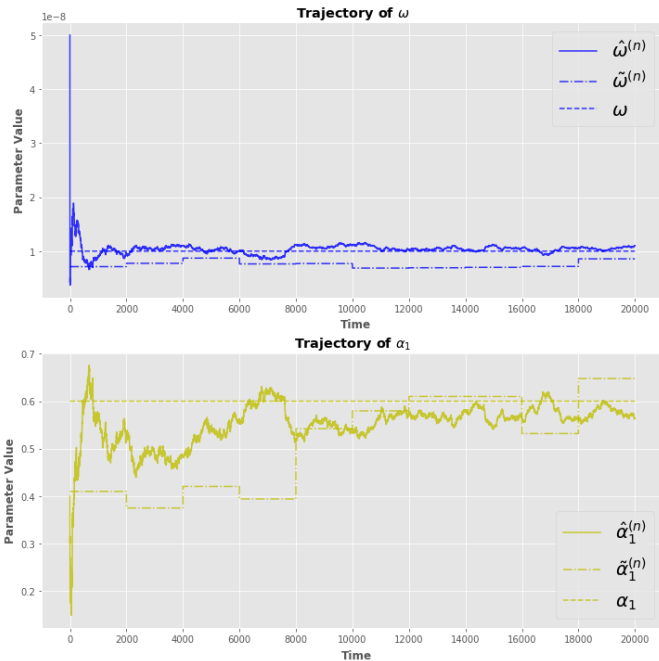 Trajectory of ω
1e−8
5
4
3
2
1
Parameter Value
ω̂⁽ⁿ⁾
ω̃⁽ⁿ⁾
ω
0 2000 4000 6000 8000 10000 12000 14000 16000 18000 20000
Time
Trajectory of α₁
0.7
0.6
0.5
0.4
0.3
0.2
Parameter Value
α̂₁⁽ⁿ⁾
α̃₁⁽ⁿ⁾
α₁
0 2000 4000 6000 8000 10000 12000 14000 16000 18000 20000
Time